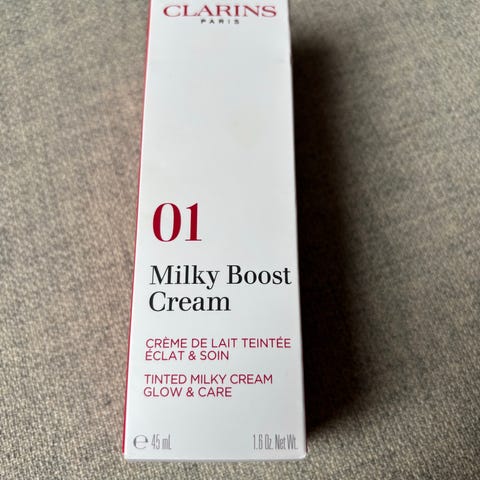 CLARINS
PARIS
01
Milky Boost
Cream
CRÈME DE LAIT TEINTÉE
ÉCLAT & SOIN
TINTED MILKY CREAM
GLOW & CARE
℮ 45 mL 1.6 Oz. Net Wt.